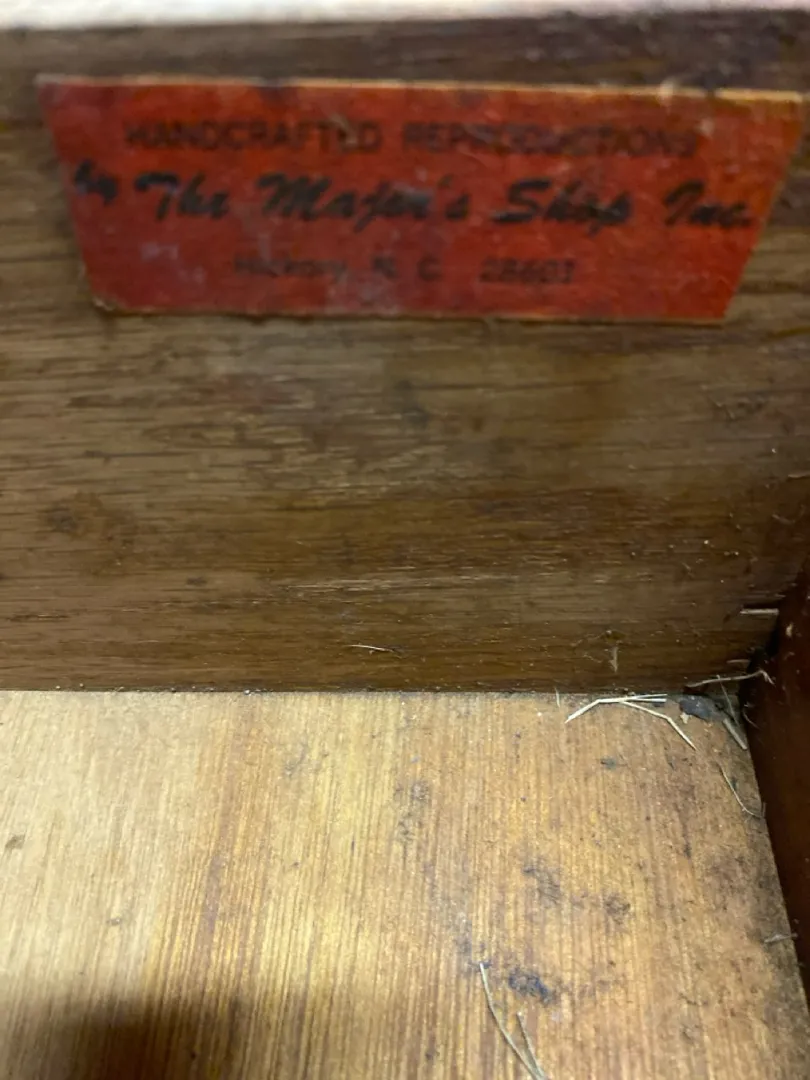 HANDCRAFTED REPRODUCTIONS
by The Major's Shop Inc.
Hickory N. C. 28601